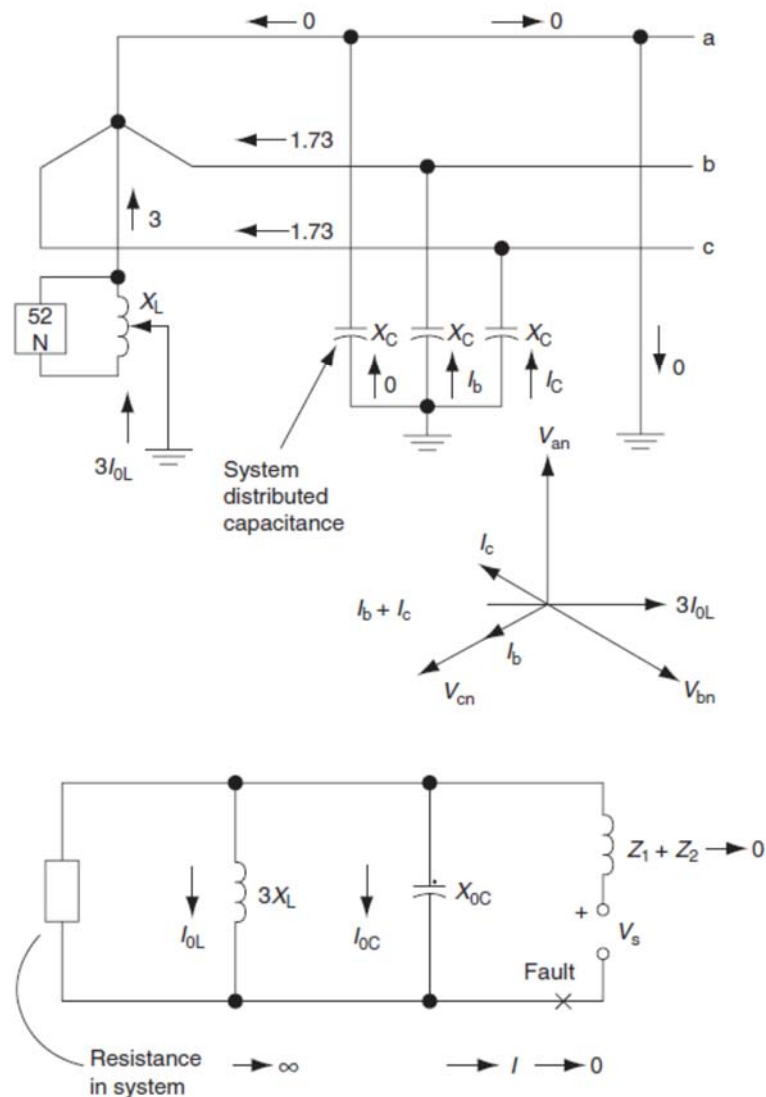 0 0 a
1.73 b
3 1.73 c
52 N X_L
X_C X_C X_C
0 I_b I_C 0
3I_0L
System
distributed
capacitance
V_an
I_c
I_b + I_c 3I_0L
I_b
V_cn V_bn
Z_1 + Z_2 → 0
3X_L X_0C
I_0L I_0C + V_s
Fault
Resistance
in system
→ ∞ → I → 0